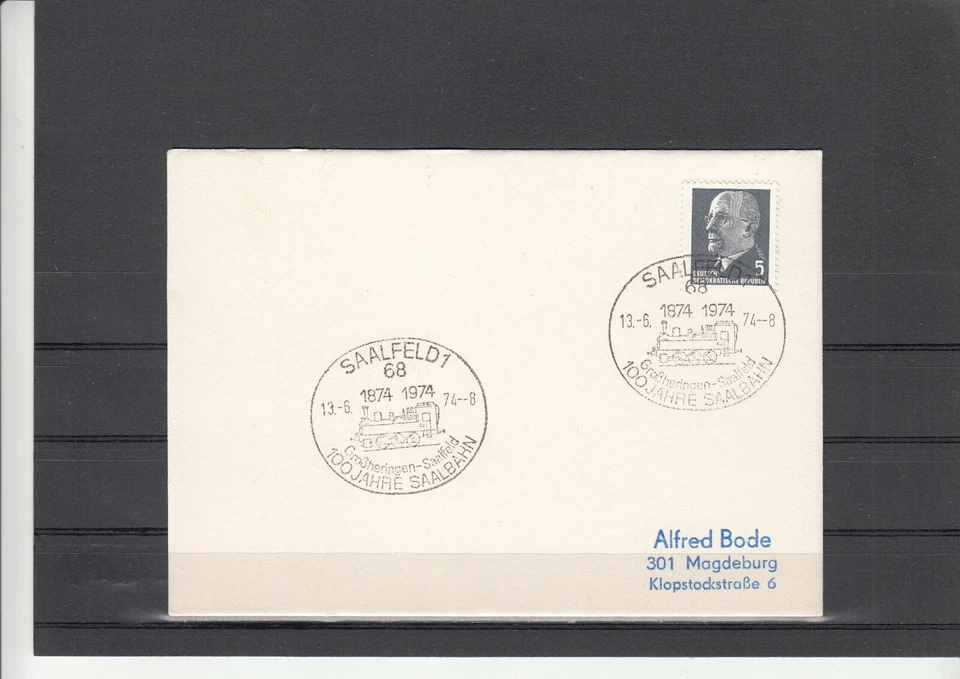 5
DEUTSCHE
DEMOKRATISCHE REPUBLIK
SAALFELD 1
68
1874 1974
13.-6. 74--8
Großheringen-Saalfeld
100 JAHRE SAALBAHN
SAALFELD 1
68
1874 1974
13.-6. 74--8
Großheringen-Saalfeld
100 JAHRE SAALBAHN
Alfred Bode
301 Magdeburg
Klopstockstraße 6